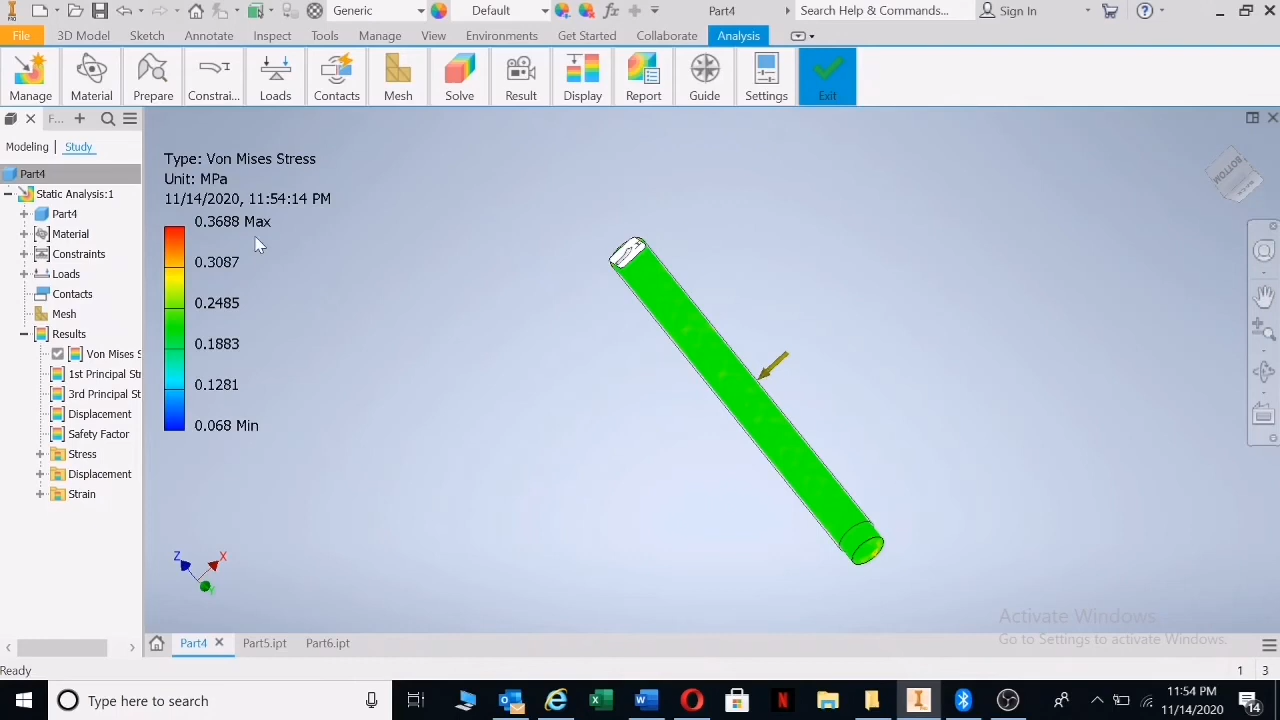 PRO
Generic
Default
fx
Part4
Search Help & Commands...
Sign In
File
3D Model
Sketch
Annotate
Inspect
Tools
Manage
View
Environments
Get Started
Collaborate
Analysis
Manage
Material
Prepare
Constrai...
Loads
Contacts
Mesh
Solve
Result
Display
Report
Guide
Settings
Exit
F...
Modeling
Study
Part4
Static Analysis:1
Part4
Material
Constraints
Loads
Contacts
Mesh
Results
Von Mises S
1st Principal Str
3rd Principal St
Displacement
Safety Factor
Stress
Displacement
Strain
Type: Von Mises Stress
Unit: MPa
11/14/2020, 11:54:14 PM
0.3688 Max
0.3087
0.2485
0.1883
0.1281
0.068 Min
BOTTOM
Z
X
Y
Activate Windows
Go to Settings to activate Windows.
Part4
Part5.ipt
Part6.ipt
Ready
1
3
Type here to search
11:54 PM
11/14/2020
14